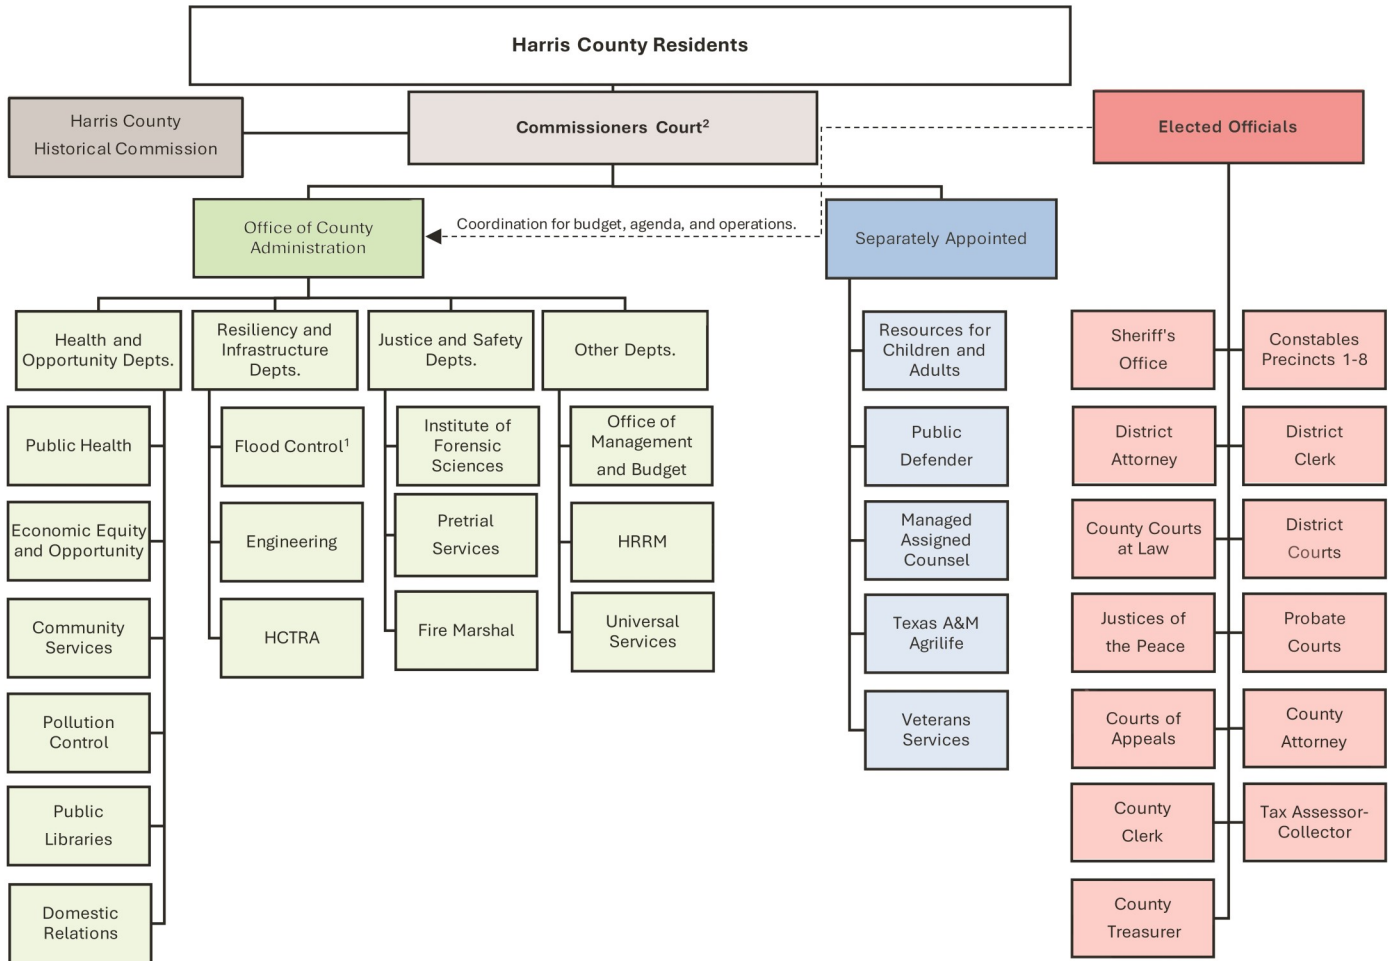 Harris County Residents
Harris County
Historical Commission
Commissioners Court²
Elected Officials
Office of County
Administration
Coordination for budget, agenda, and operations.
Separately Appointed
Health and
Opportunity Depts.
Public Health
Economic Equity
and Opportunity
Community
Services
Pollution
Control
Public
Libraries
Domestic
Relations
Resiliency and
Infrastructure
Depts.
Flood Control¹
Engineering
HCTRA
Justice and Safety
Depts.
Institute of
Forensic
Sciences
Pretrial
Services
Fire Marshal
Other Depts.
Office of
Management
and Budget
HRRM
Universal
Services
Resources for
Children and
Adults
Public
Defender
Managed
Assigned
Counsel
Texas A&M
Agrilife
Veterans
Services
Sheriff's
Office
Constables
Precincts 1-8
District
Attorney
District
Clerk
County Courts
at Law
District
Courts
Justices of
the Peace
Probate
Courts
Courts of
Appeals
County
Attorney
County
Clerk
Tax Assessor-
Collector
County
Treasurer